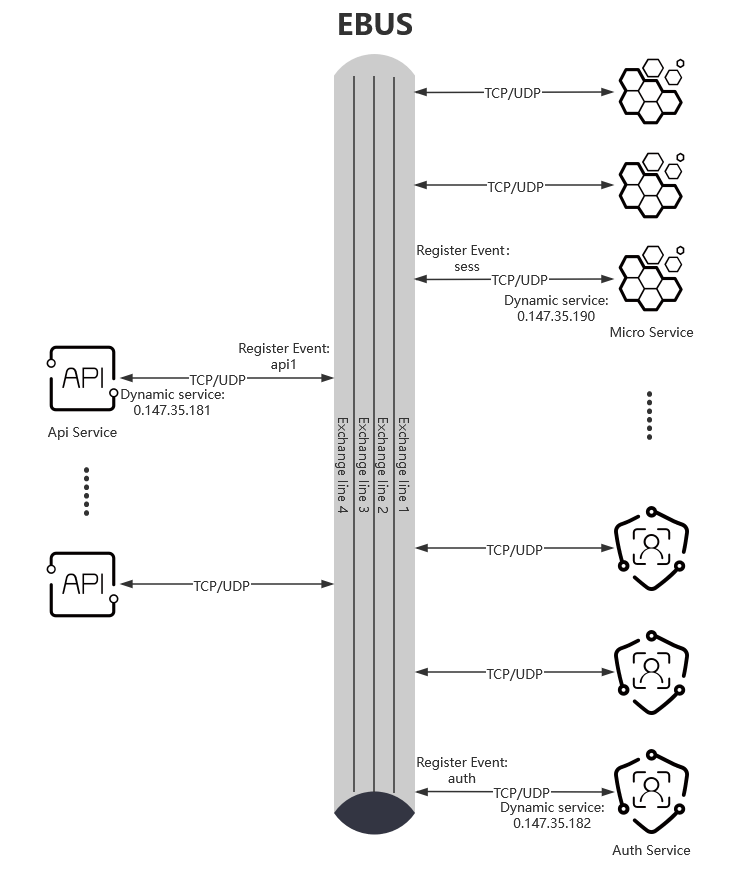 EBUS
TCP/UDP
TCP/UDP
Register Event:
sess
TCP/UDP
Dynamic service:
0.147.35.190
Micro Service
Register Event:
api1
TCP/UDP
Dynamic service:
0.147.35.181
Api Service
Exchange line 4
Exchange line 3
Exchange line 2
Exchange line 1
API
API
TCP/UDP
TCP/UDP
TCP/UDP
Register Event:
auth
TCP/UDP
Dynamic service:
0.147.35.182
Auth Service